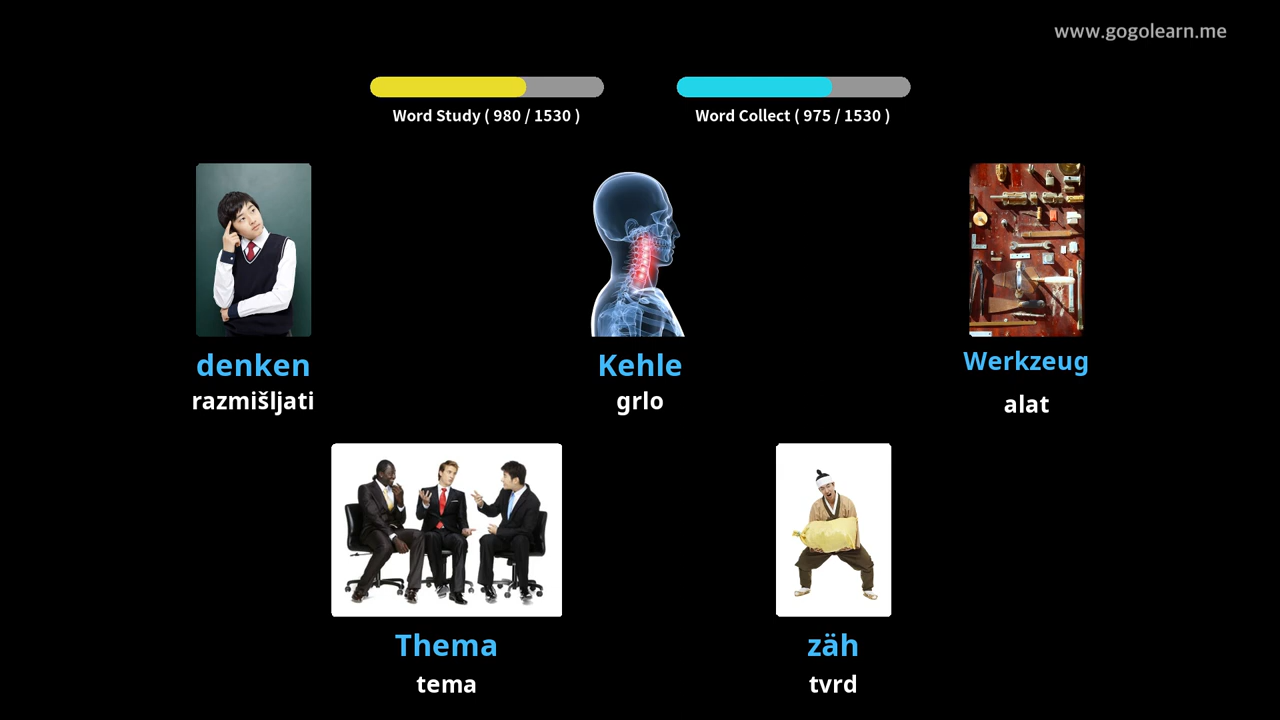 www.gogolearn.me
Word Study ( 980 / 1530 )
Word Collect ( 975 / 1530 )
denken
razmišljati
Kehle
grlo
Werkzeug
alat
Thema
tema
zäh
tvrd